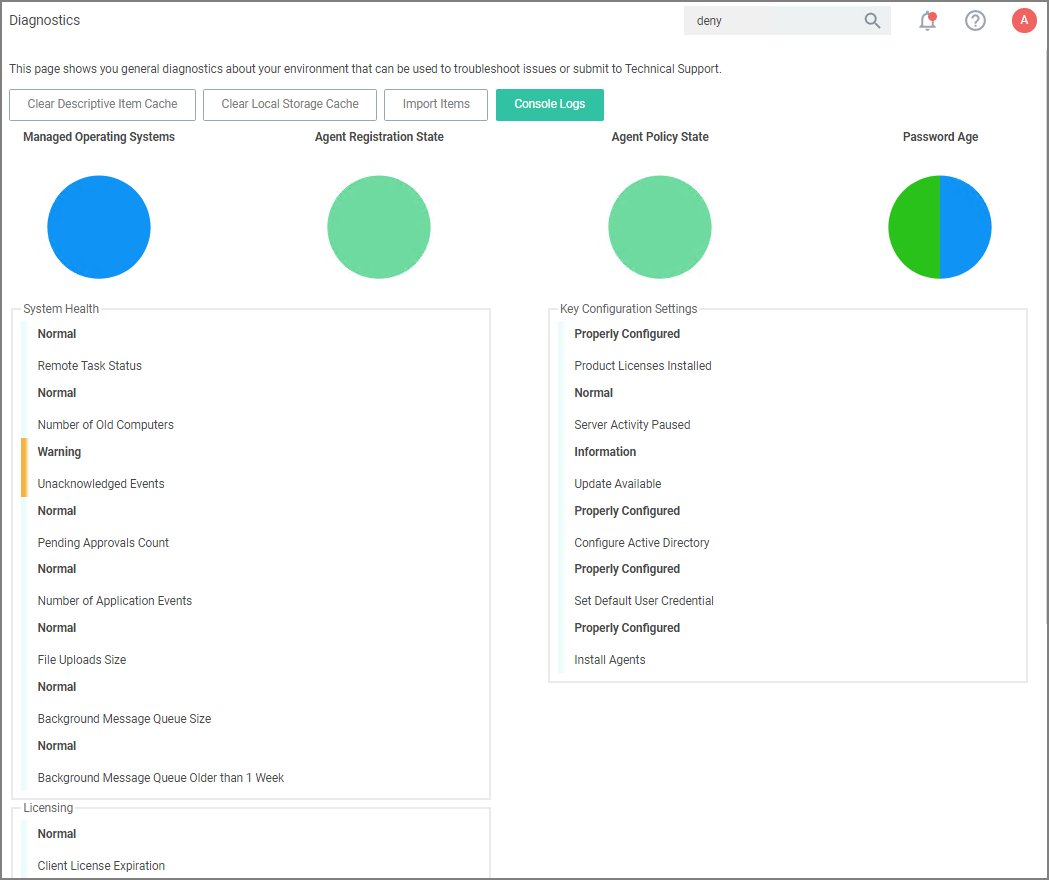 Diagnostics
deny
A
This page shows you general diagnostics about your environment that can be used to troubleshoot issues or submit to Technical Support.
Clear Descriptive Item Cache
Clear Local Storage Cache
Import Items
Console Logs
Managed Operating Systems
Agent Registration State
Agent Policy State
Password Age
System Health
Normal
Remote Task Status
Normal
Number of Old Computers
Warning
Unacknowledged Events
Normal
Pending Approvals Count
Normal
Number of Application Events
Normal
File Uploads Size
Normal
Background Message Queue Size
Normal
Background Message Queue Older than 1 Week
Key Configuration Settings
Properly Configured
Product Licenses Installed
Normal
Server Activity Paused
Information
Update Available
Properly Configured
Configure Active Directory
Properly Configured
Set Default User Credential
Properly Configured
Install Agents
Licensing
Normal
Client License Expiration